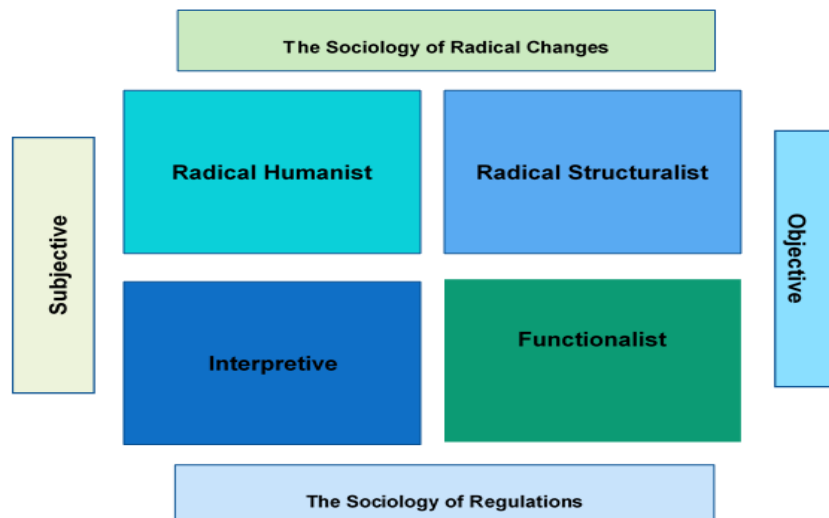 The Sociology of Radical Changes
Radical Humanist
Radical Structuralist
Subjective
Objective
Interpretive
Functionalist
The Sociology of Regulations